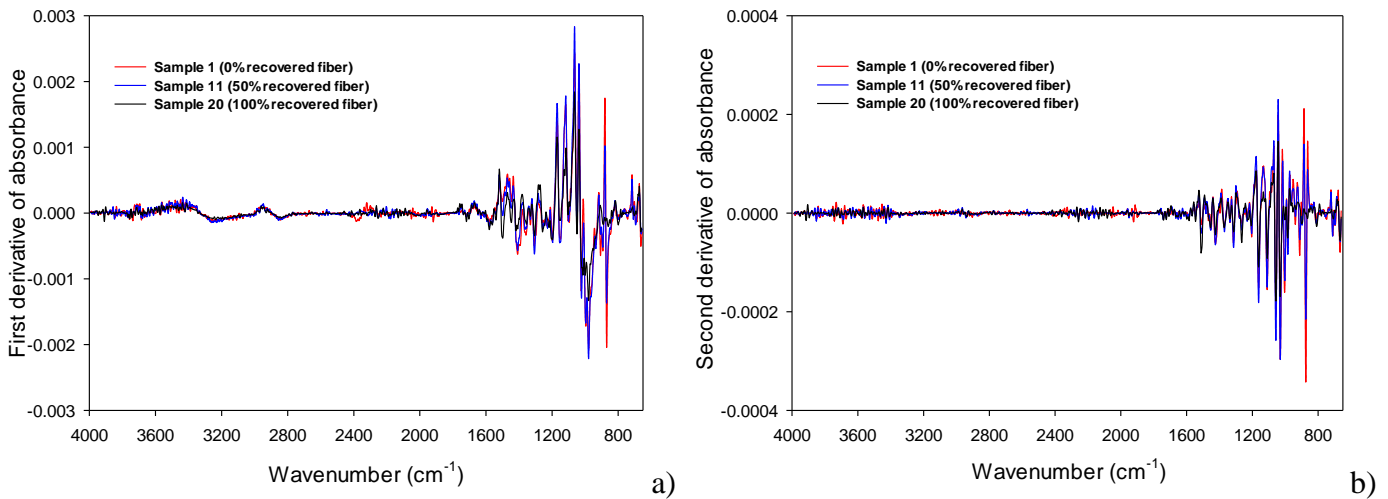 0.003
0.002
0.001
0.000
-0.001
-0.002
-0.003
First derivative of absorbance
Sample 1 (0% recovered fiber)
Sample 11 (50% recovered fiber)
Sample 20 (100% recovered fiber)
4000 3600 3200 2800 2400 2000 1600 1200 800
Wavenumber (cm-1)
a)
0.0004
0.0002
0.0000
-0.0002
-0.0004
Second derivative of absorbance
Sample 1 (0% recovered fiber)
Sample 11 (50% recovered fiber)
Sample 20 (100% recovered fiber)
4000 3600 3200 2800 2400 2000 1600 1200 800
Wavenumber (cm-1)
b)